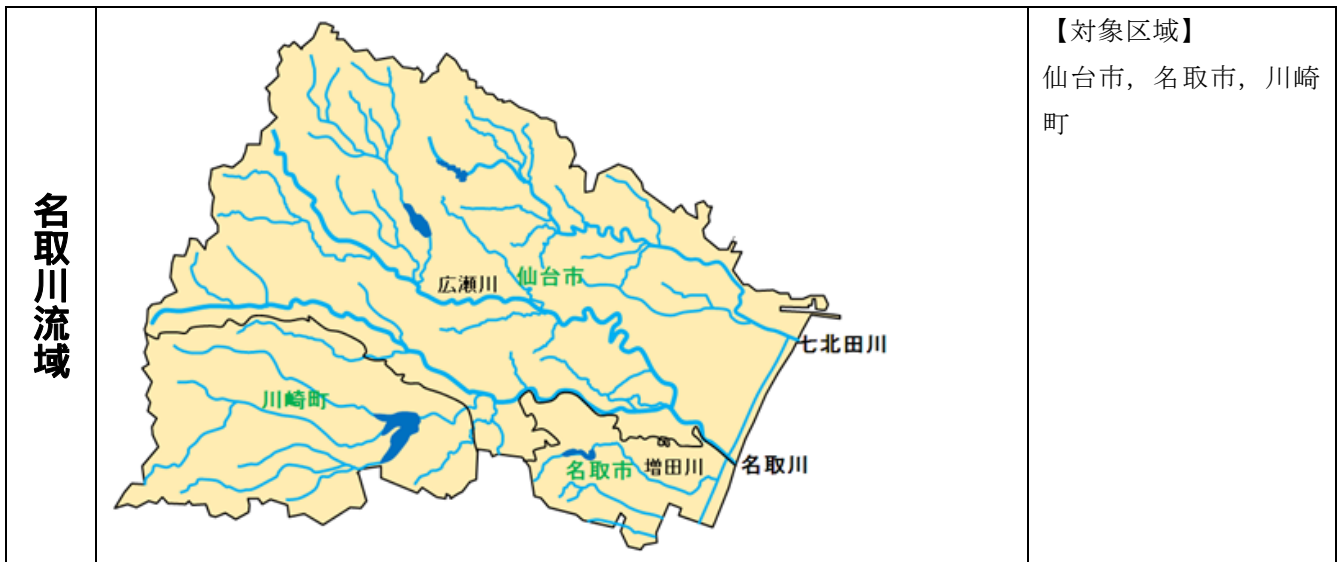 名取川流域
広瀬川
仙台市
七北田川
川崎町
名取市
増田川
名取川
【対象区域】
仙台市，名取市，川崎
町